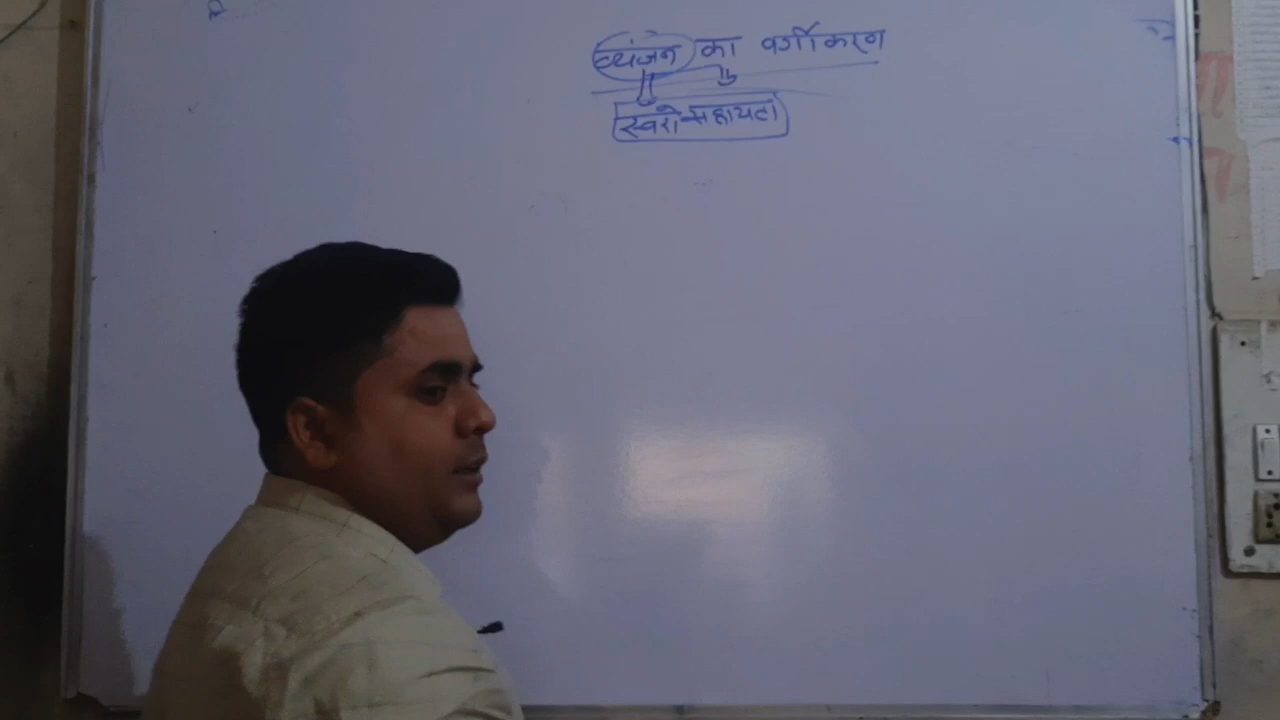 व्यंजन का वर्गीकरण
स्वरो सहायता